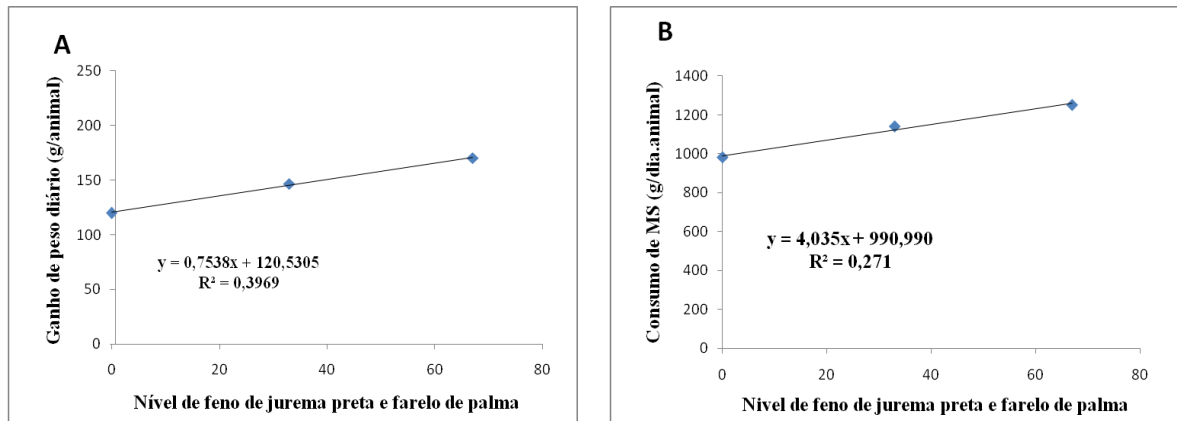 A
Ganho de peso diário (g/animal)
250
200
150
100
50
0
y = 0,7538x + 120,5305
R² = 0,3969
0 20 40 60 80
Nível de feno de jurema preta e farelo de palma
B
Consumo de MS (g/dia.animal)
1400
1200
1000
800
600
400
200
0
y = 4,035x + 990,990
R² = 0,271
0 20 40 60 80
Nivel de feno de jurema preta e farelo de palma